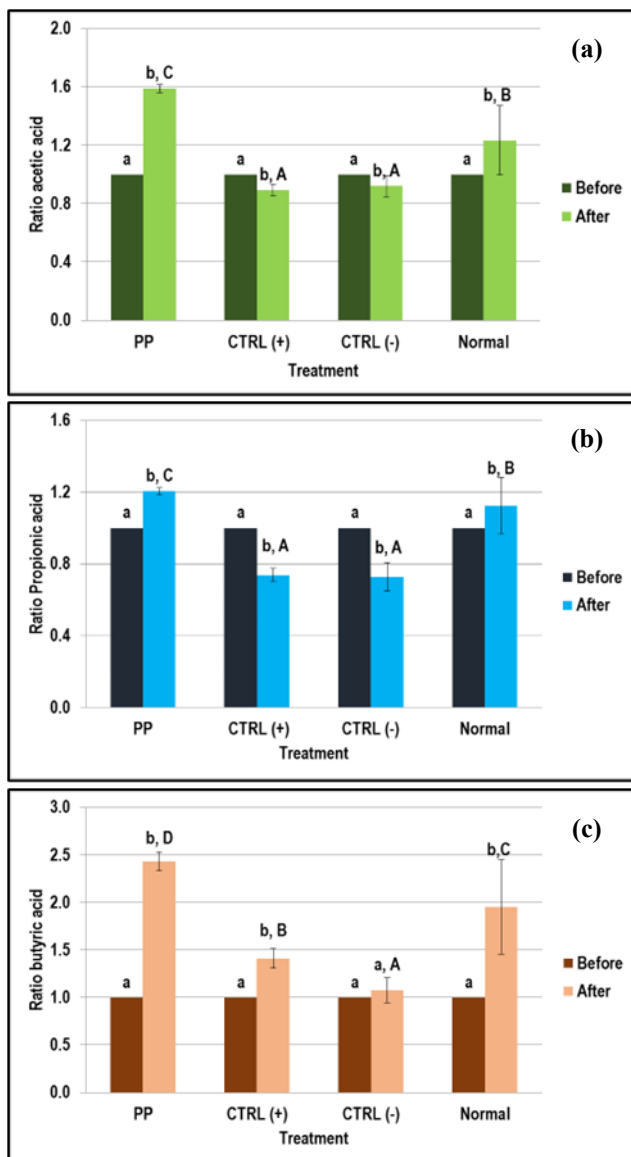 (a)
Ratio acetic acid
2.0
1.6
1.2
0.8
0.4
0.0
b, C
a
a
b, A
a
b, A
a
b, B
PP
CTRL (+)
CTRL (-)
Normal
Treatment
Before
After
(b)
Ratio Propionic acid
1.6
1.2
0.8
0.4
0.0
a
b, C
a
b, A
a
b, A
a
b, B
PP
CTRL (+)
CTRL (-)
Normal
Treatment
Before
After
(c)
Ratio butyric acid
3.0
2.5
2.0
1.5
1.0
0.5
0.0
a
b, D
a
b, B
a
a, A
a
b,C
PP
CTRL (+)
CTRL (-)
Normal
Treatment
Before
After